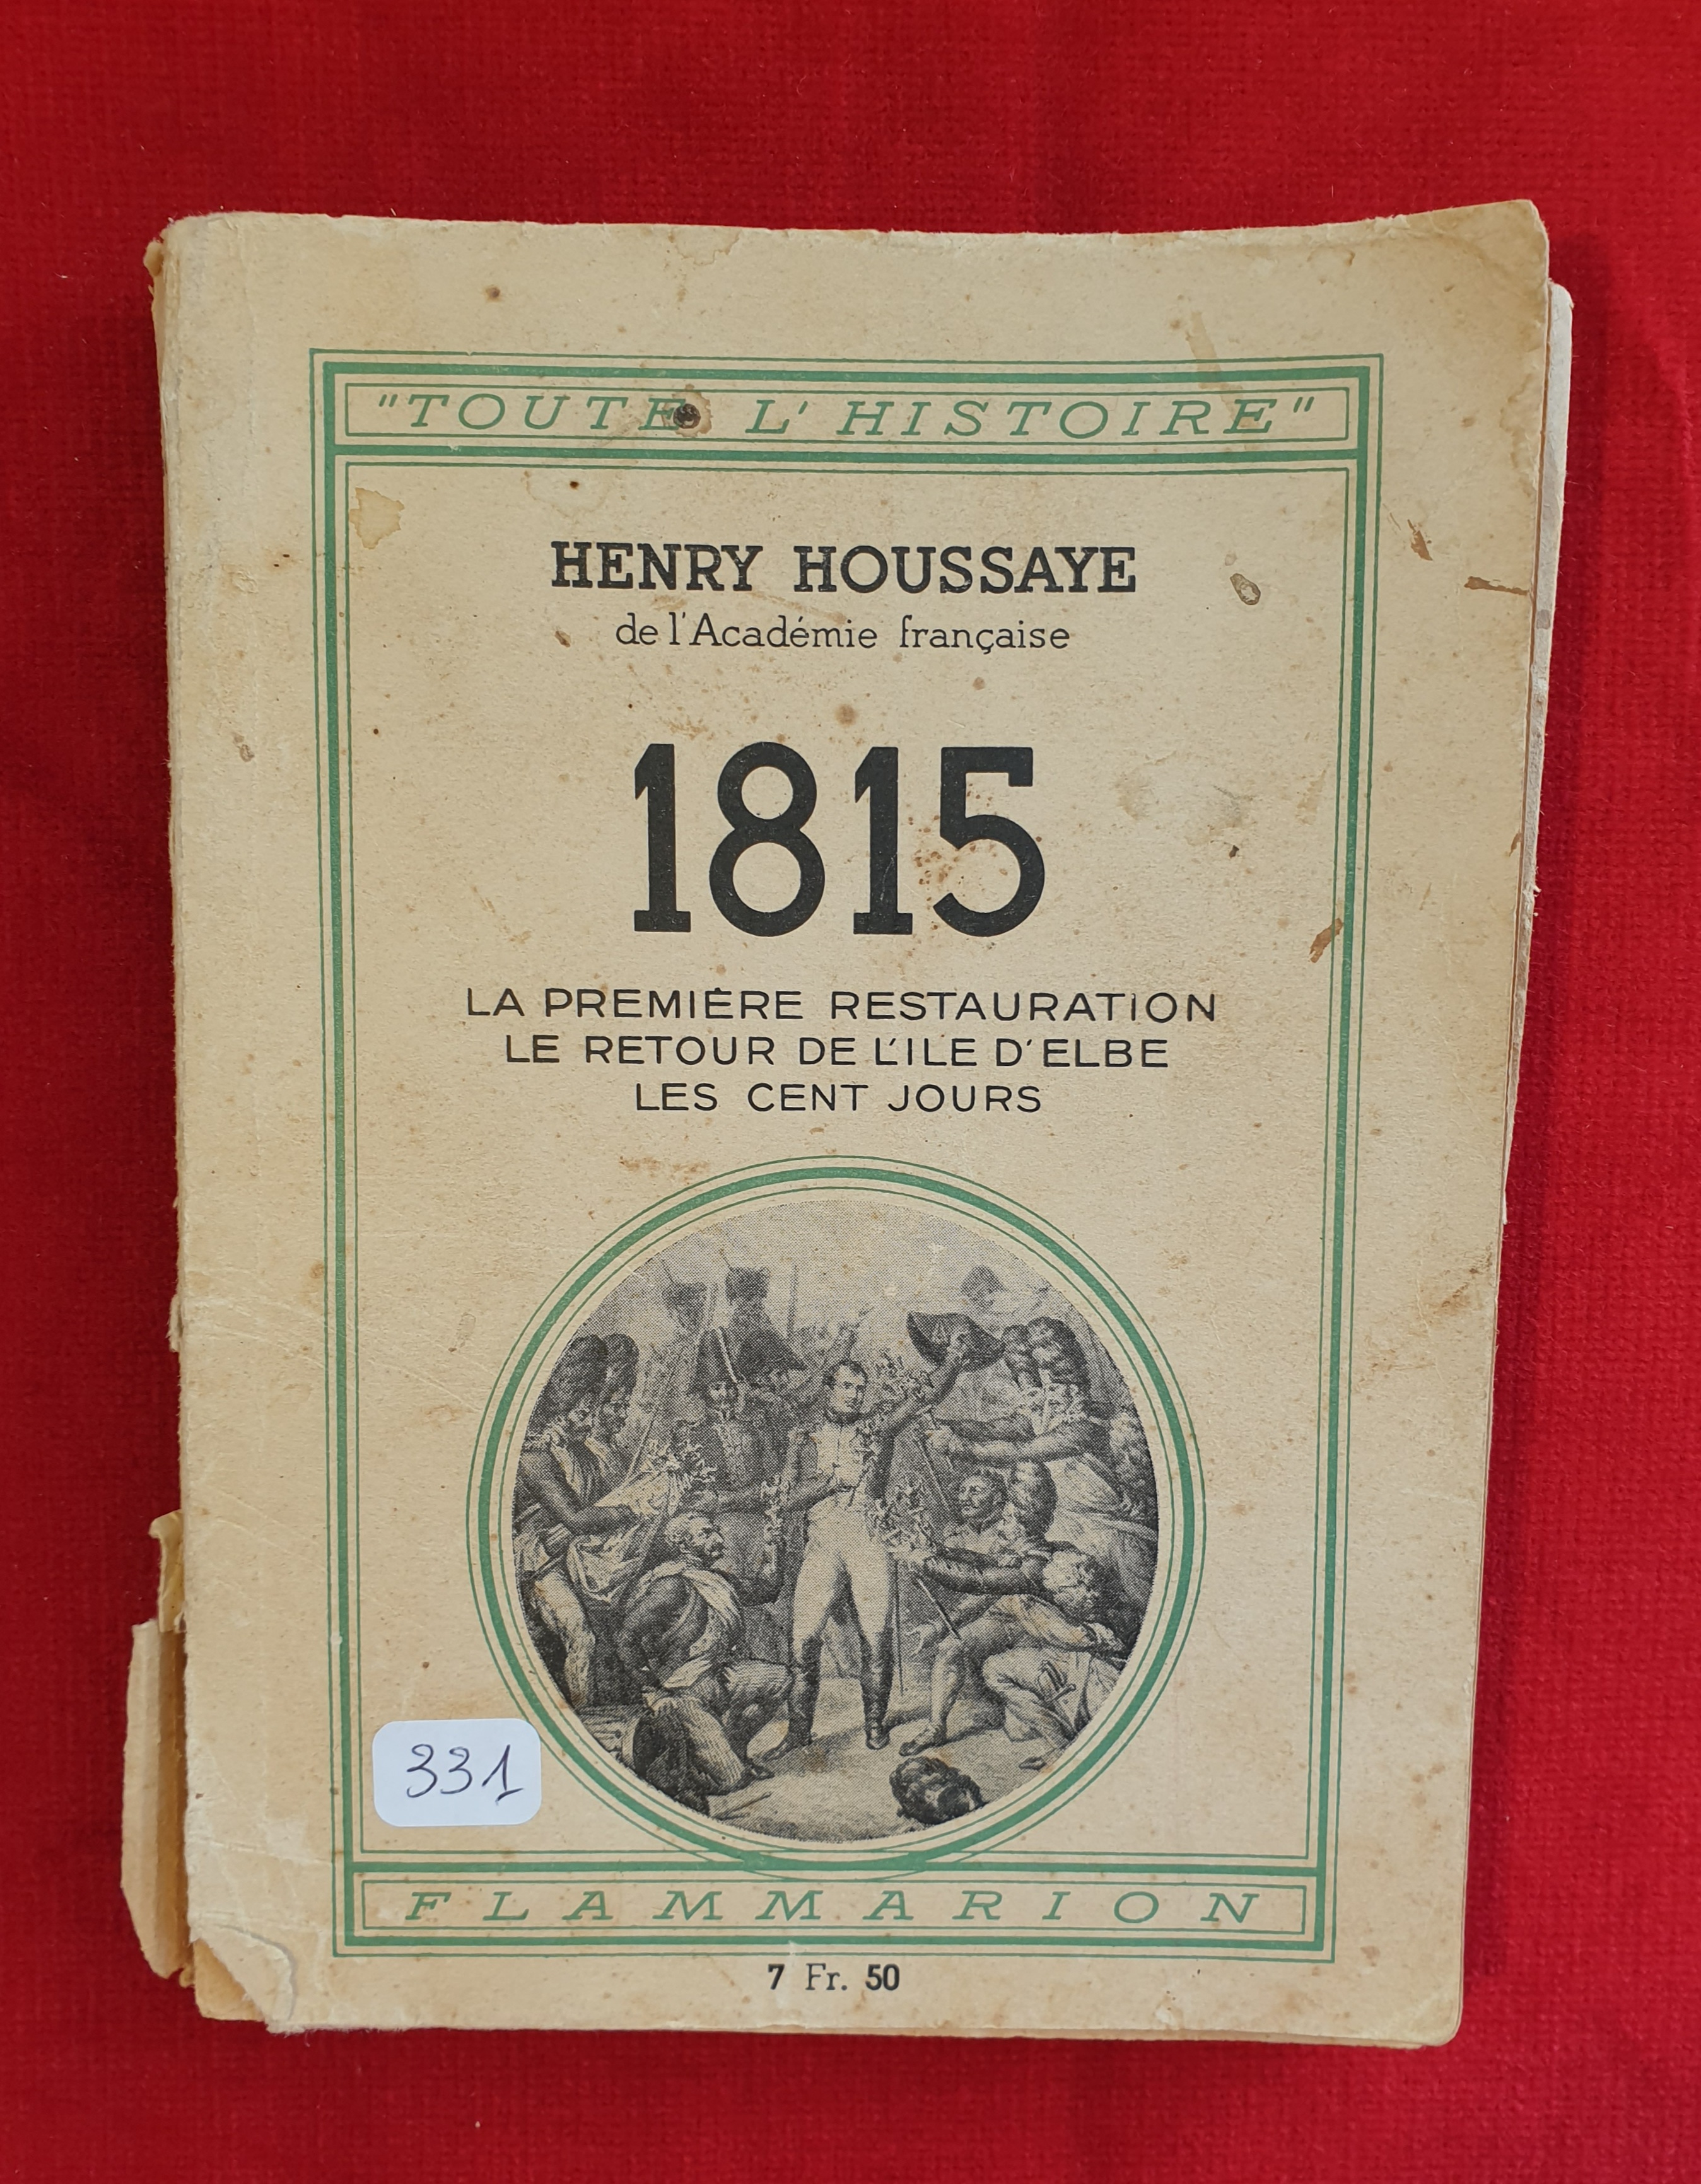 "TOUTE L'HISTOIRE"
HENRY HOUSSAYE
de l'Académie française
1815
LA PREMIÈRE RESTAURATION
LE RETOUR DE L'ILE D'ELBE
LES CENT JOURS
331
FLAMMARION
7 Fr. 50